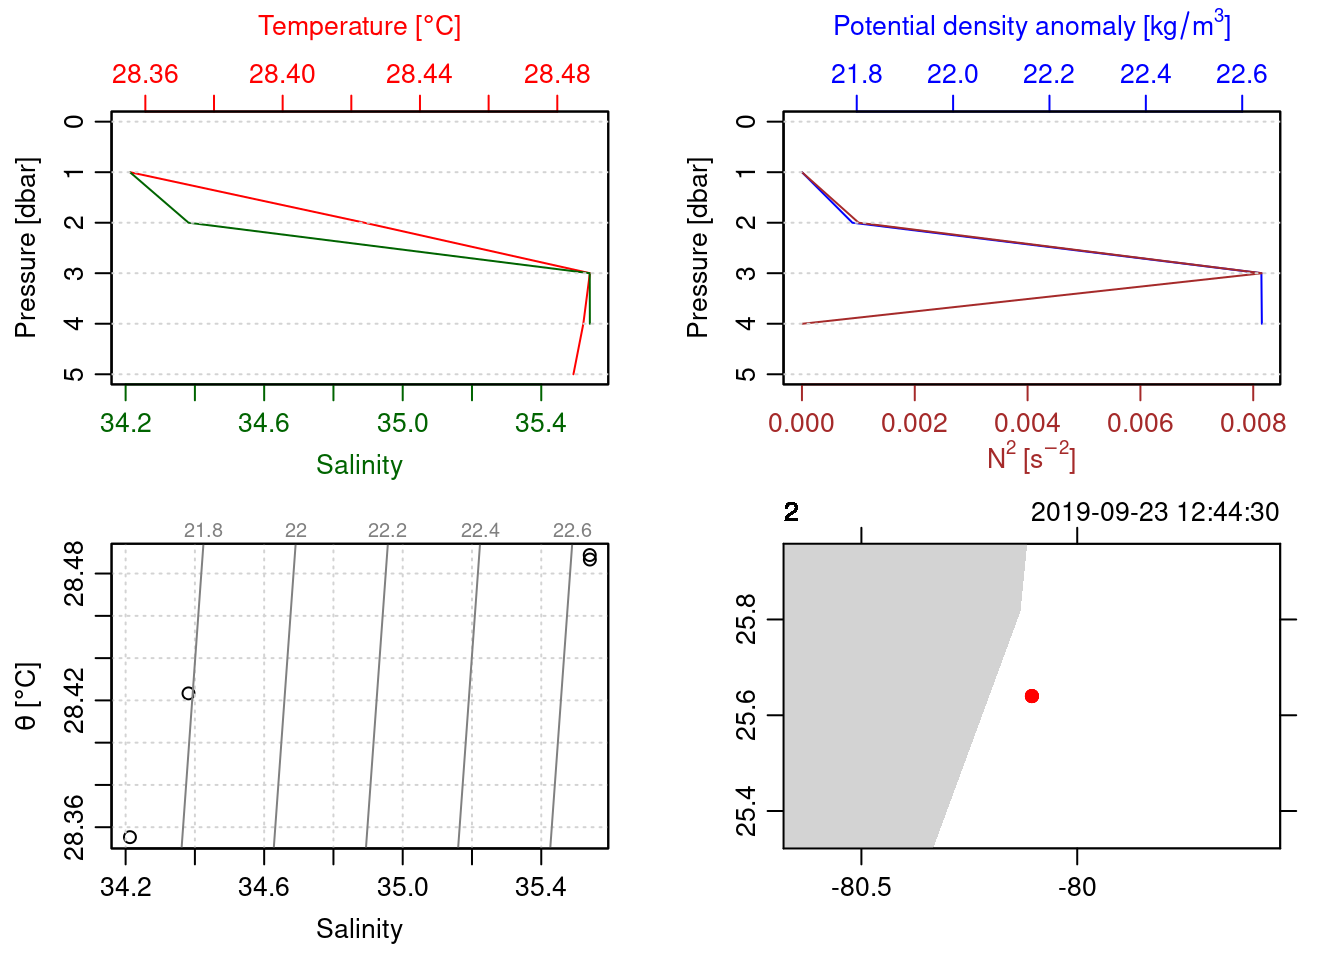 Temperature [°C]
28.36 28.40 28.44 28.48
Pressure [dbar]
0 1 2 3 4 5
34.2 34.6 35.0 35.4
Salinity
Potential density anomaly [kg/m³]
21.8 22.0 22.2 22.4 22.6
Pressure [dbar]
0 1 2 3 4 5
0.000 0.002 0.004 0.006 0.008
N² [s⁻²]
21.8 22 22.2 22.4 22.6
θ [°C]
28.36 28.42 28.48
34.2 34.6 35.0 35.4
Salinity
2 2019-09-23 12:44:30
25.4 25.6 25.8
-80.5 -80